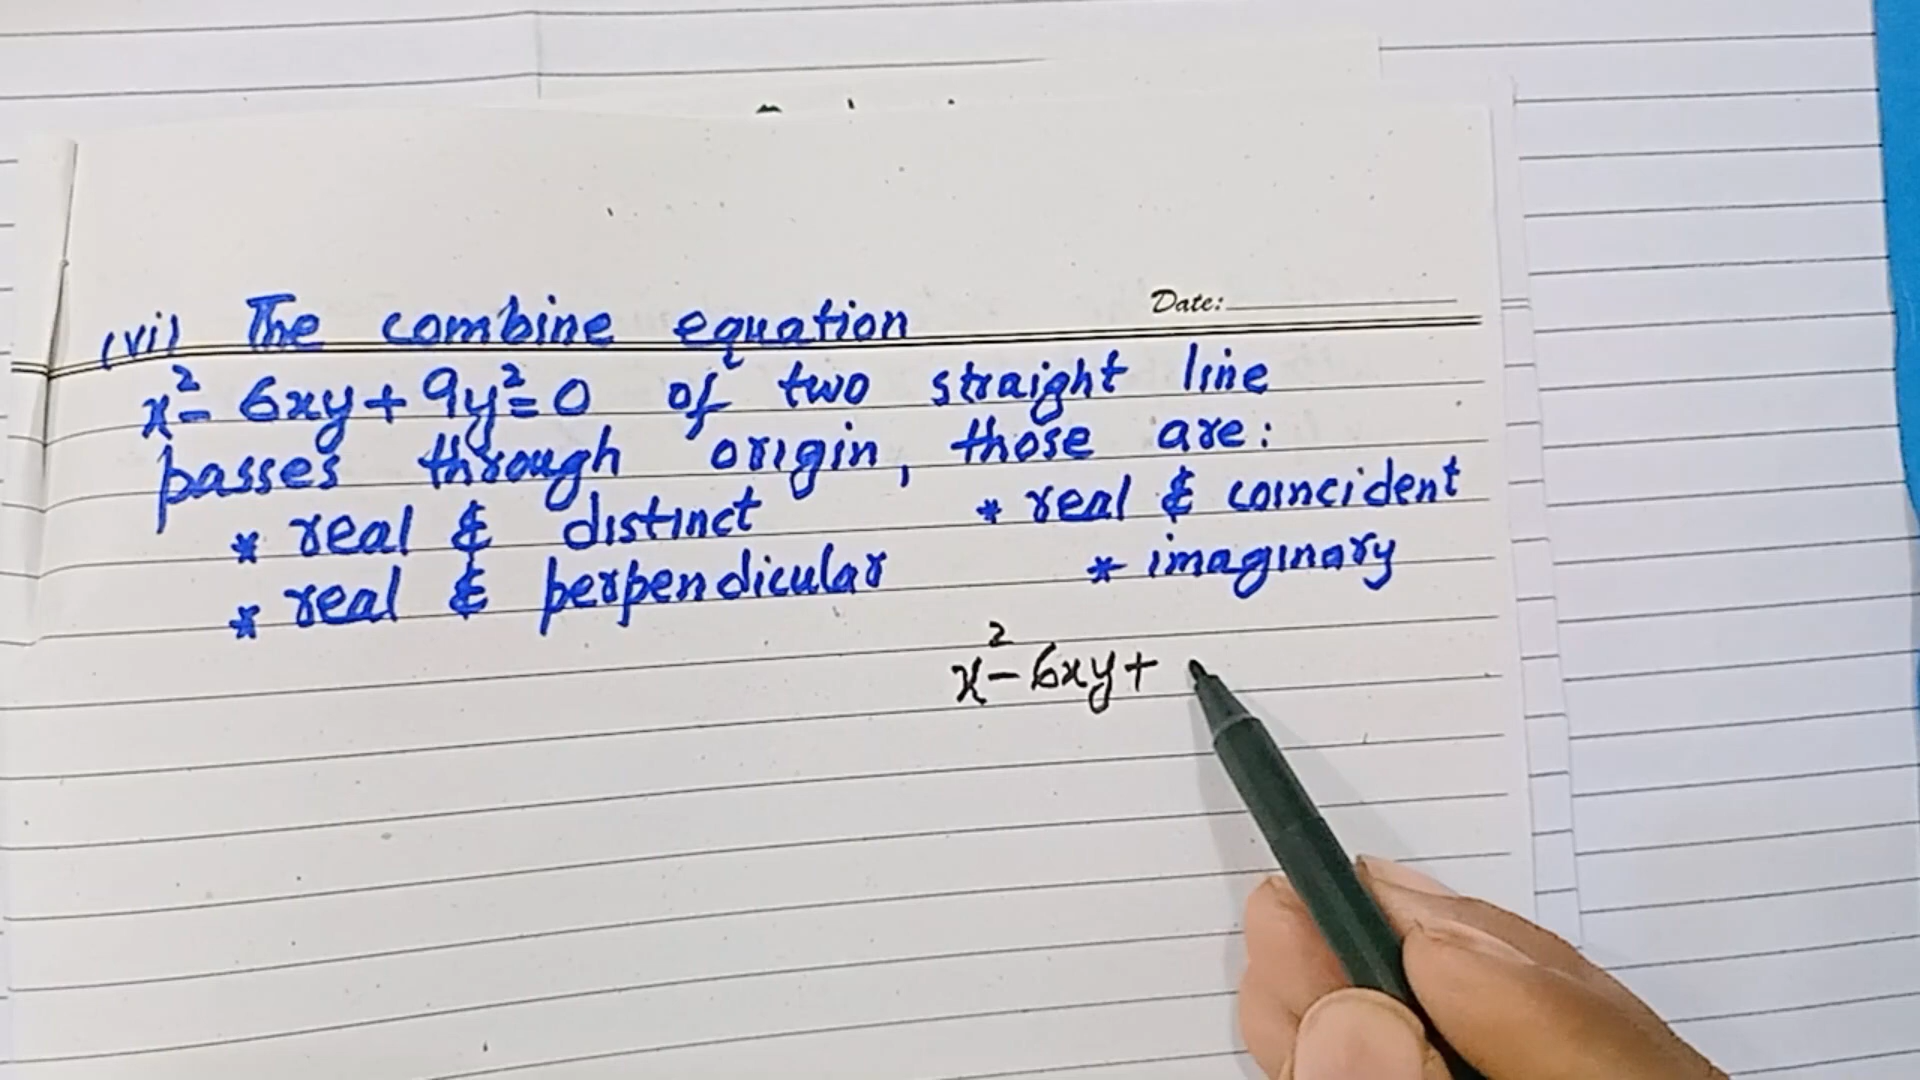 Date:
(vi) The combine equation
x² - 6xy + 9y² = 0 of two straight line
passes through origin, those are:
* real & distinct * real & coincident
* real & perpendicular * imaginary
x² - 6xy +